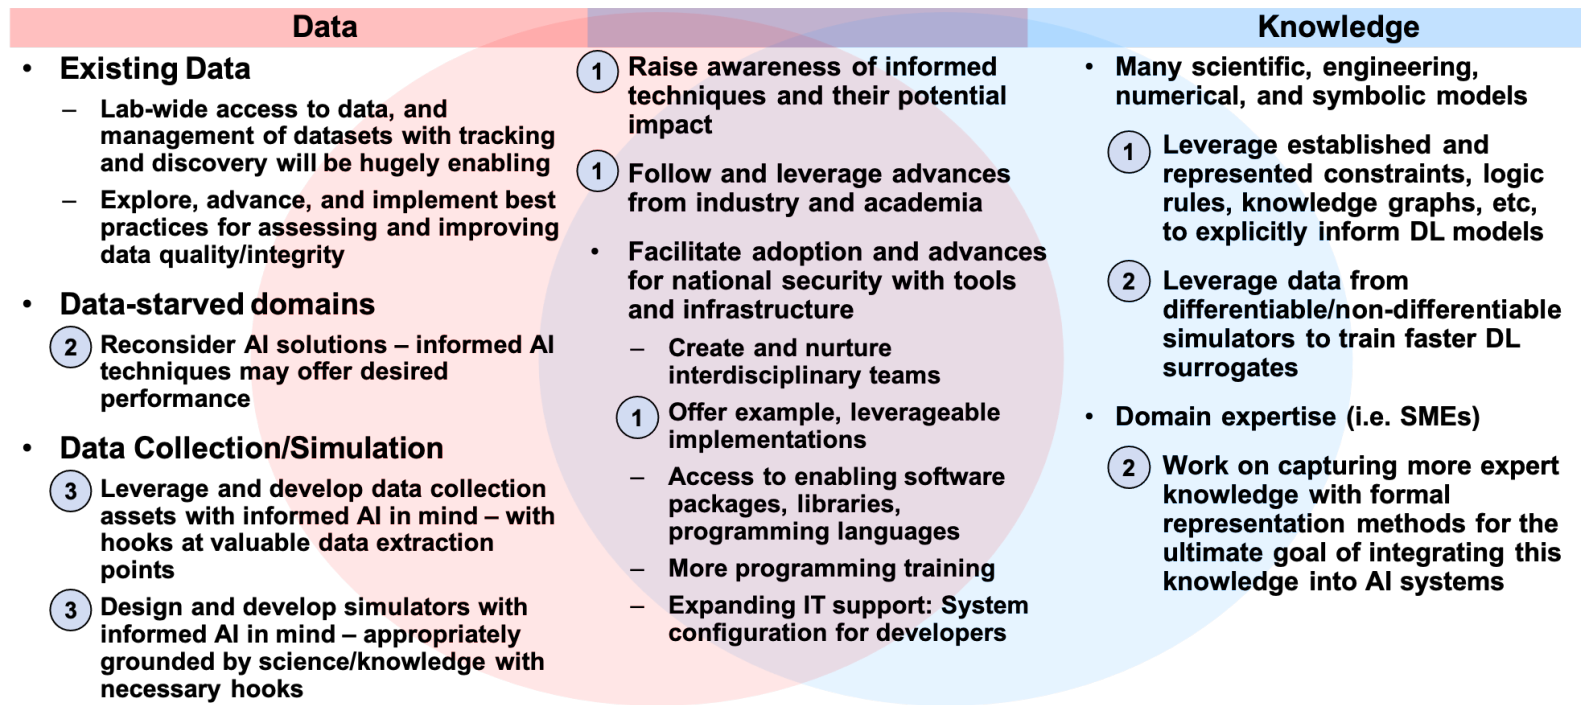 Data
• Existing Data
– Lab-wide access to data, and
management of datasets with tracking
and discovery will be hugely enabling
– Explore, advance, and implement best
practices for assessing and improving
data quality/integrity
• Data-starved domains
2 Reconsider AI solutions – informed AI
techniques may offer desired
performance
• Data Collection/Simulation
3 Leverage and develop data collection
assets with informed AI in mind – with
hooks at valuable data extraction
points
3 Design and develop simulators with
informed AI in mind – appropriately
grounded by science/knowledge with
necessary hooks
1 Raise awareness of informed
techniques and their potential
impact
1 Follow and leverage advances
from industry and academia
• Facilitate adoption and advances
for national security with tools
and infrastructure
– Create and nurture
interdisciplinary teams
1 Offer example, leverageable
implementations
– Access to enabling software
packages, libraries,
programming languages
– More programming training
– Expanding IT support: System
configuration for developers
Knowledge
• Many scientific, engineering,
numerical, and symbolic models
1 Leverage established and
represented constraints, logic
rules, knowledge graphs, etc,
to explicitly inform DL models
2 Leverage data from
differentiable/non-differentiable
simulators to train faster DL
surrogates
• Domain expertise (i.e. SMEs)
2 Work on capturing more expert
knowledge with formal
representation methods for the
ultimate goal of integrating this
knowledge into AI systems